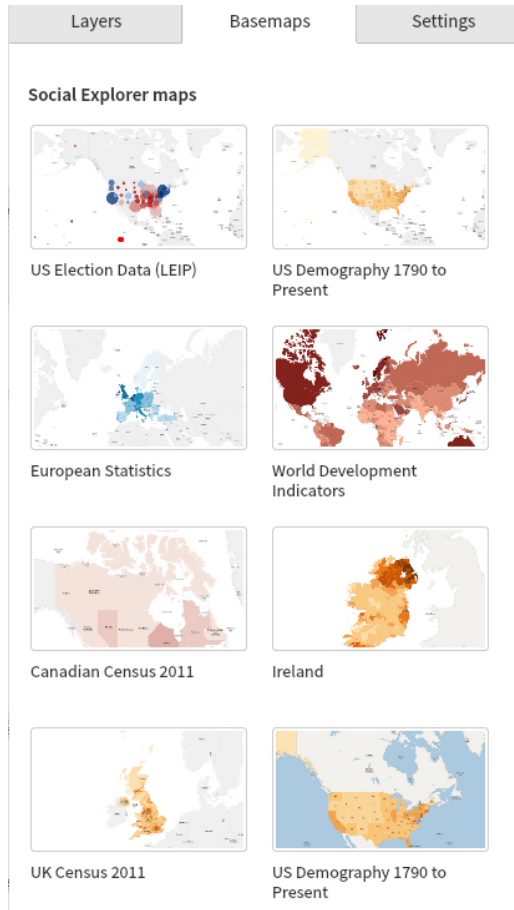 Layers Basemaps Settings
Social Explorer maps
US Election Data (LEIP)
US Demography 1790 to
Present
European Statistics
World Development
Indicators
Canadian Census 2011
Ireland
UK Census 2011
US Demography 1790 to
Present